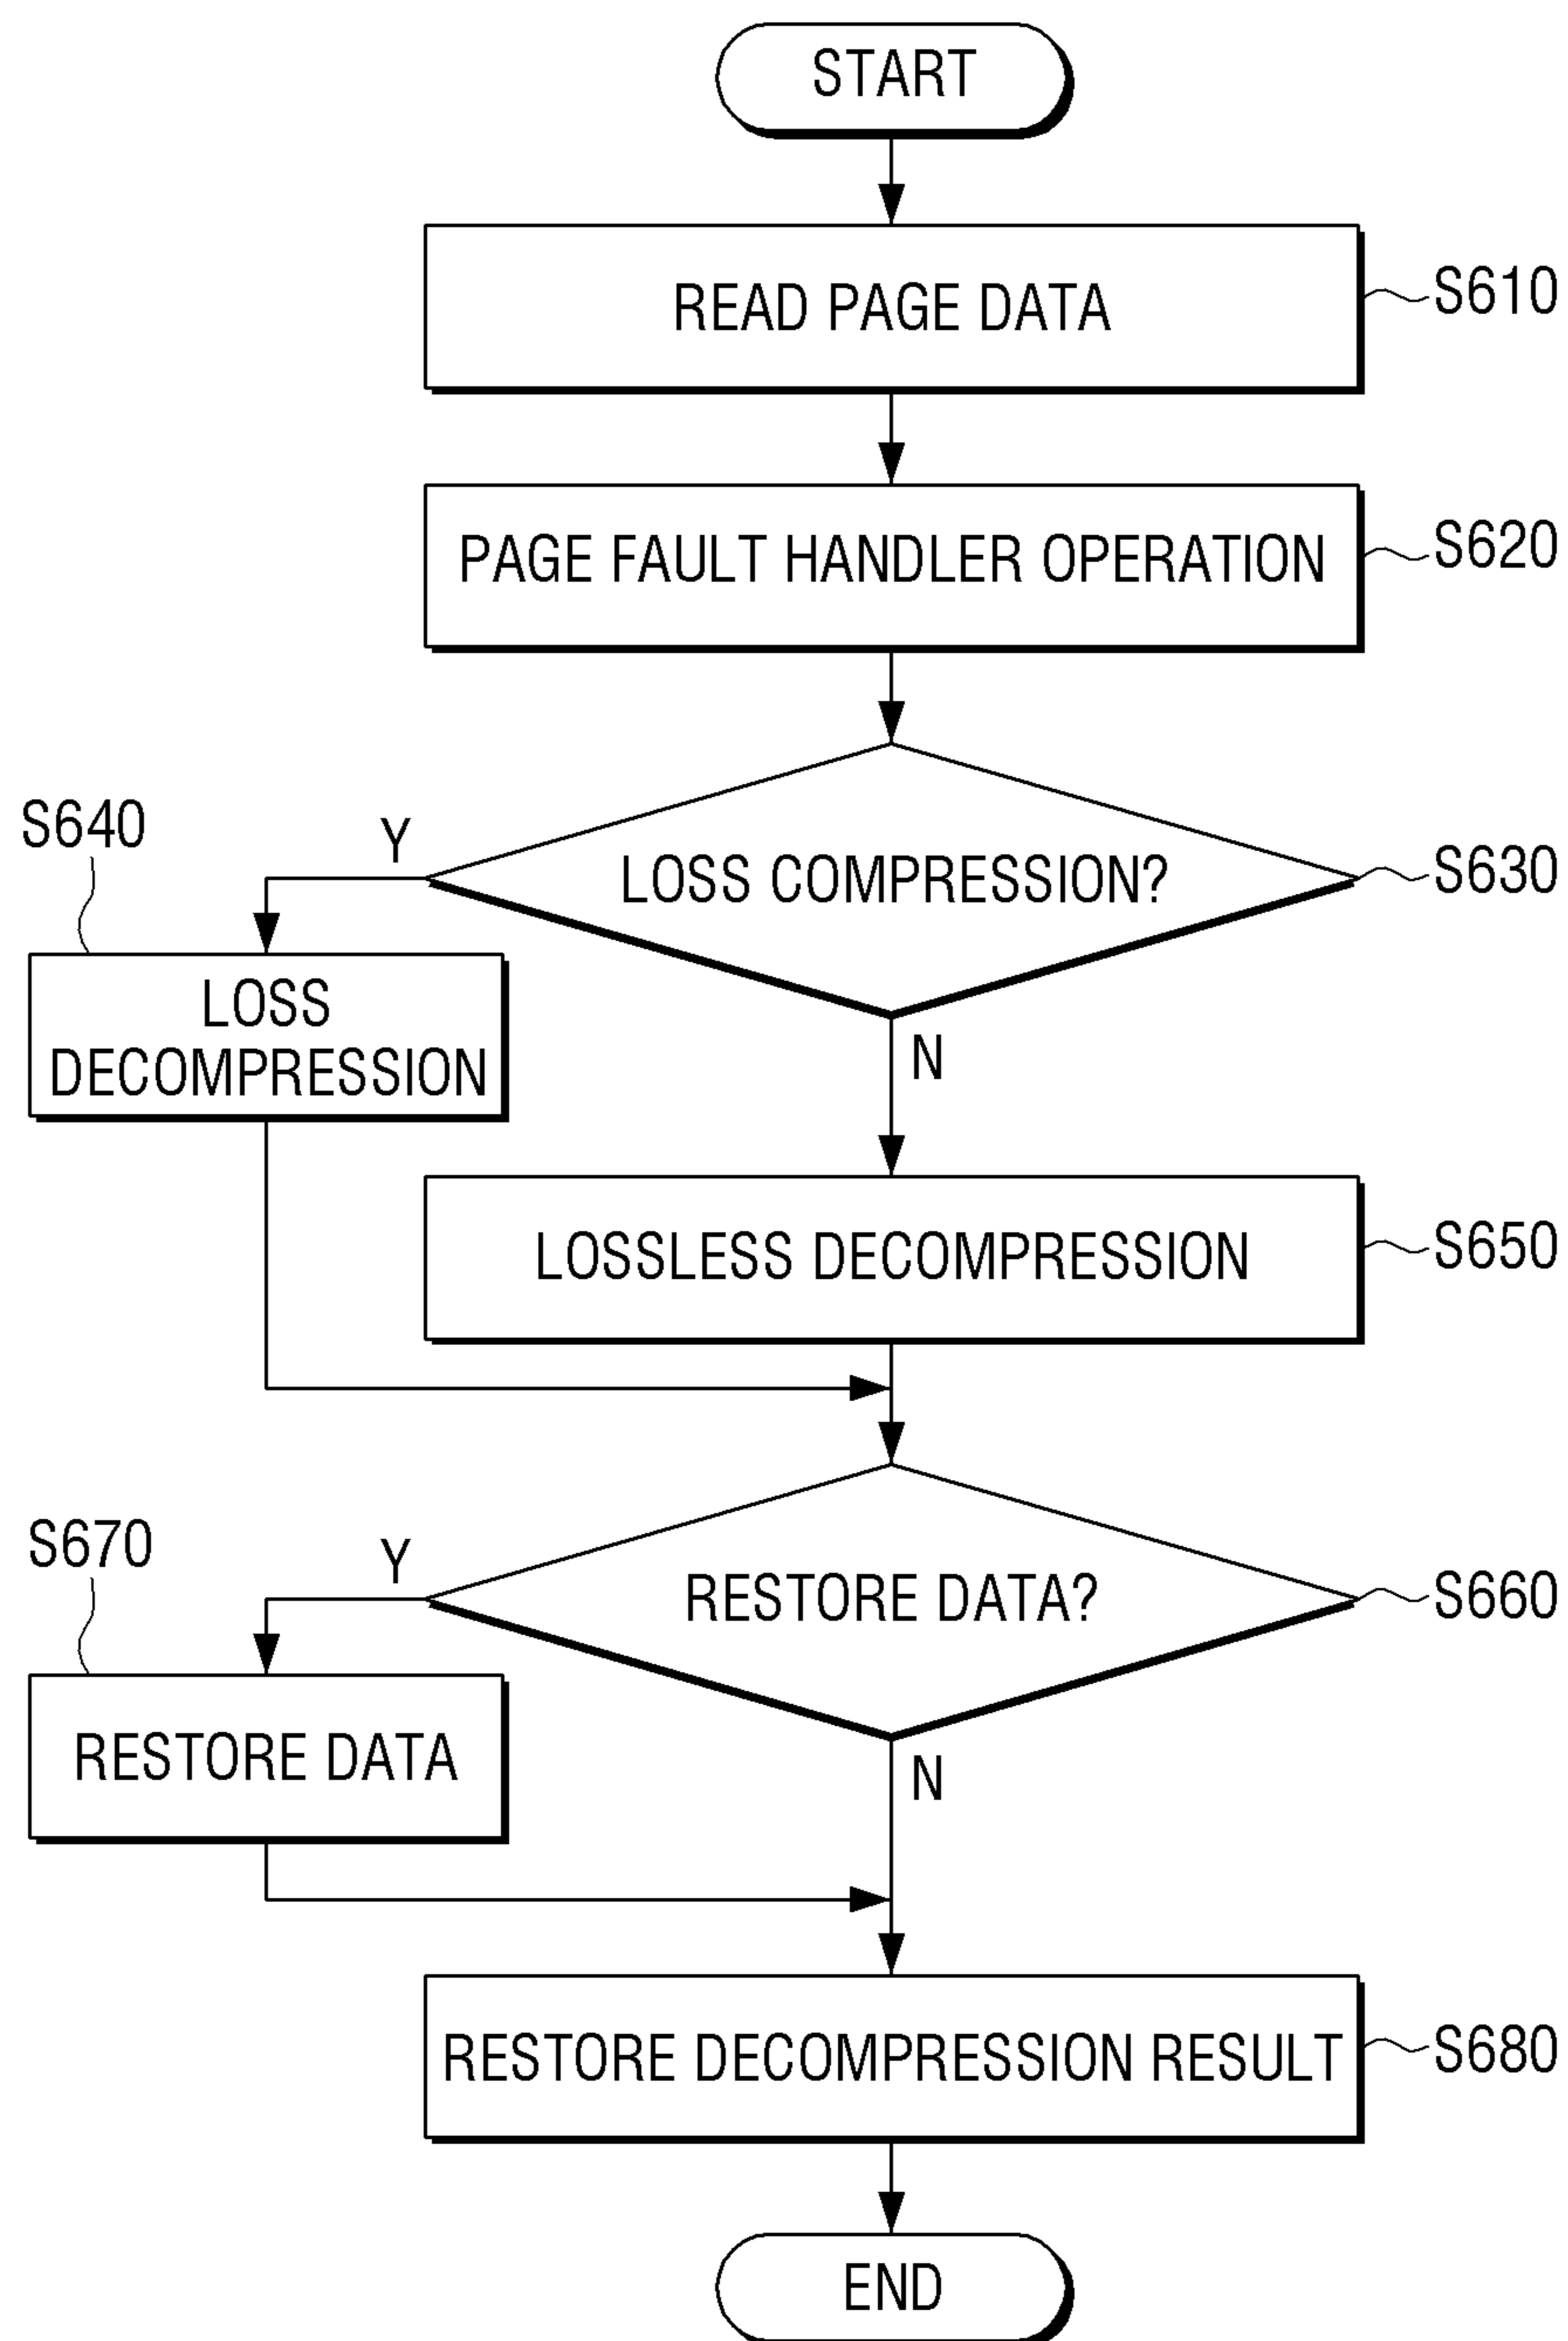 START
READ PAGE DATA
S610
PAGE FAULT HANDLER OPERATION
S620
S640
Y
LOSS COMPRESSION?
S630
LOSS
DECOMPRESSION
N
LOSSLESS DECOMPRESSION
S650
S670
Y
RESTORE DATA?
S660
RESTORE DATA
N
RESTORE DECOMPRESSION RESULT
S680
END